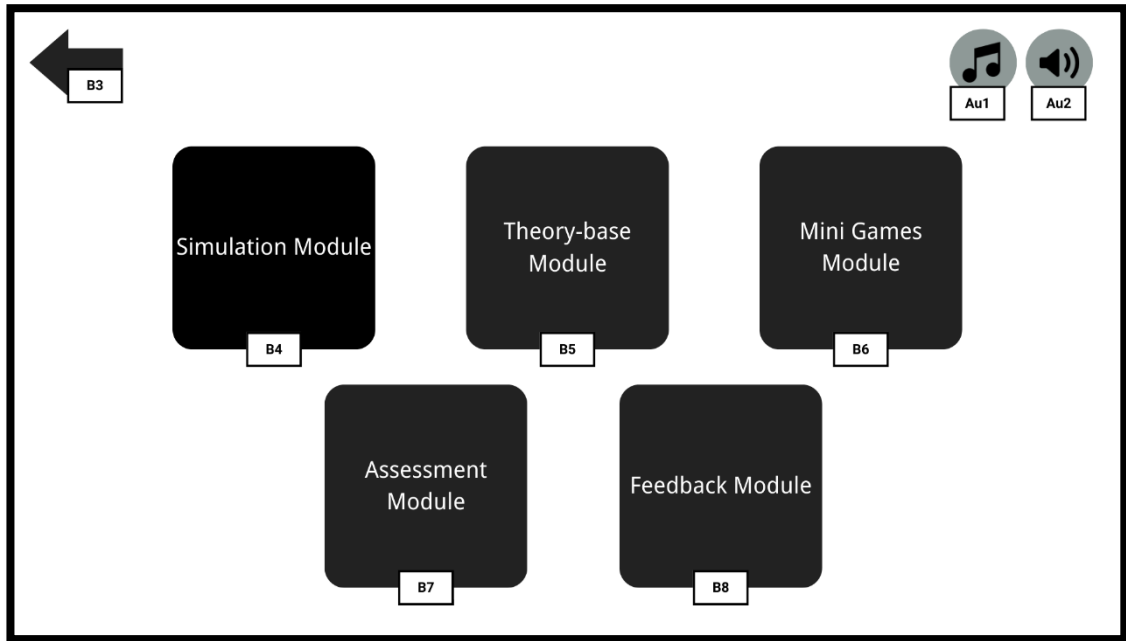 B3
Au1
Au2
Simulation Module
B4
Theory-base
Module
B5
Mini Games
Module
B6
Assessment
Module
B7
Feedback Module
B8